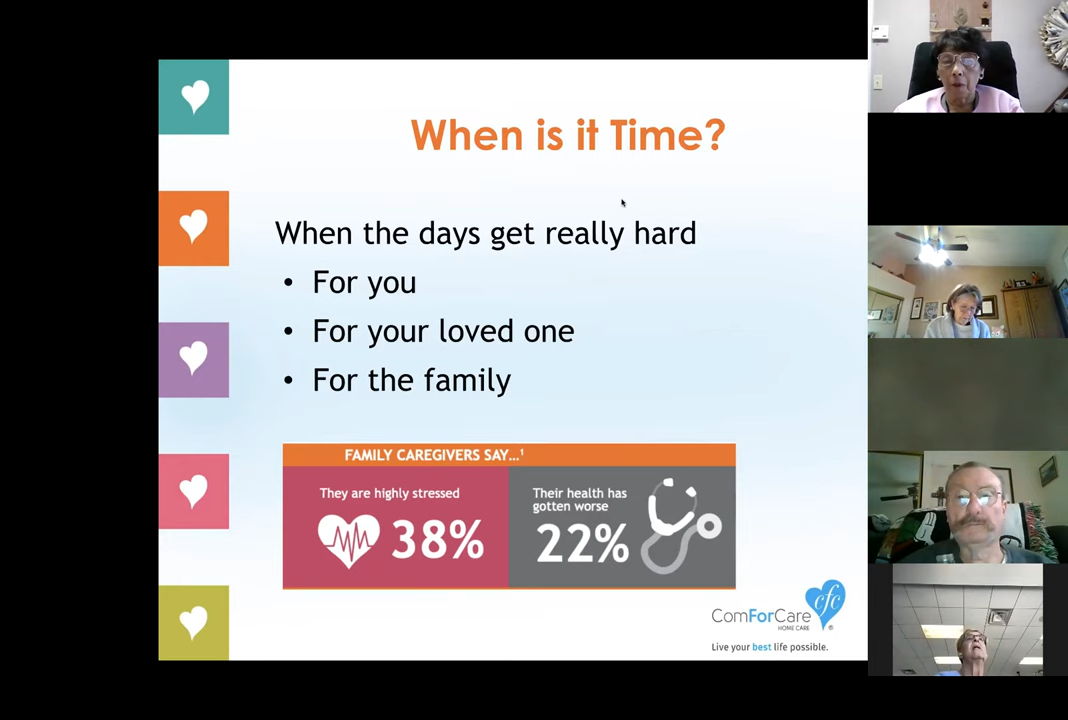 When is it Time?
When the days get really hard
• For you
• For your loved one
• For the family
FAMILY CAREGIVERS SAY...¹
They are highly stressed
38%
Their health has
gotten worse
22%
cfc
ComForCare
HOME CARE
®
Live your best life possible.